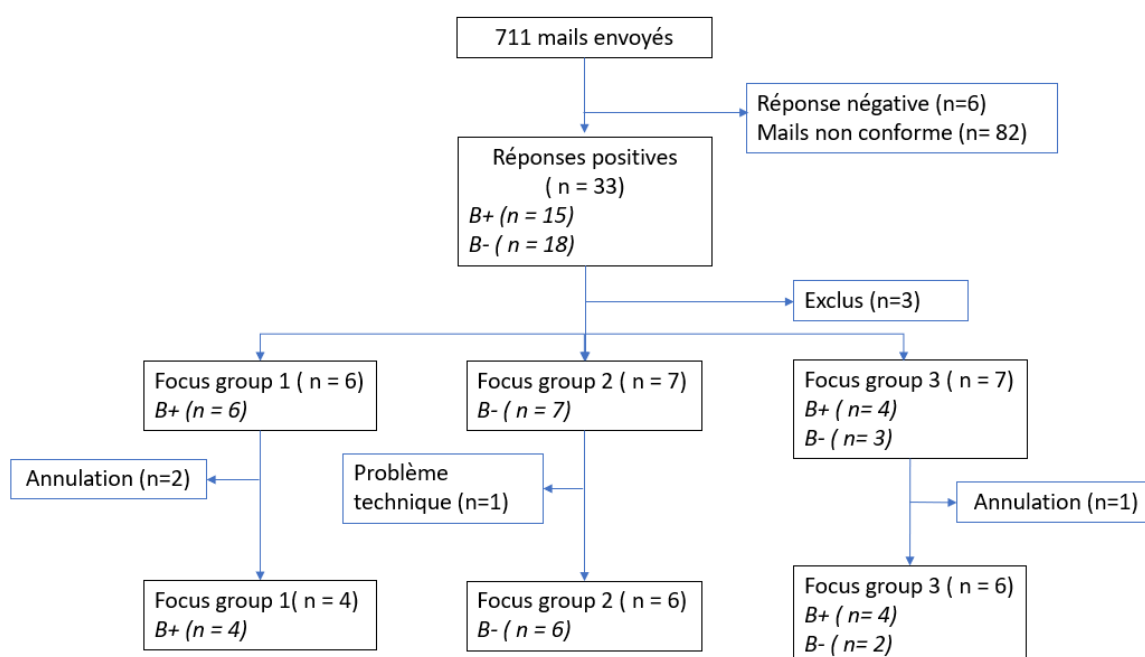 711 mails envoyés
Réponse négative (n=6)
Mails non conforme (n= 82)
Réponses positives
( n = 33)
B+ (n = 15)
B- ( n = 18)
Exclus (n=3)
Focus group 1 ( n = 6)
B+ (n = 6)
Focus group 2 ( n = 7)
B- ( n = 7)
Focus group 3 ( n = 7)
B+ ( n= 4)
B- ( n= 3)
Annulation (n=2)
Problème
technique (n=1)
Annulation (n=1)
Focus group 1( n = 4)
B+ (n = 4)
Focus group 2 ( n = 6)
B- ( n = 6)
Focus group 3 ( n = 6)
B+ ( n= 4)
B- ( n= 2)